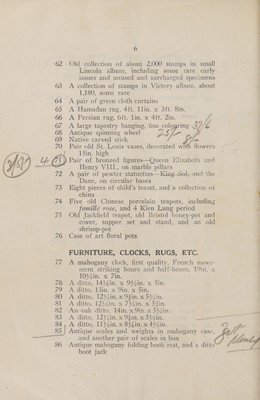 6
62 Old collection of about 2,000 stamps in small
Lincoln album, including some rare early
issues and unused and surcharged specimens
63 A collection of stamps in Victory album, about
1,180, some rare
64 A pair of green cloth curtains
65 A Hamadan rug, 4ft. 11in. x 3ft. 8in.
66 A Persian rug, 6ft. 1in. x 4ft. 2in.
67 A large tapestry hanging, fine colouring 37/6
68 Antique spinning wheel
69 Native carved stick
70 Pair old St. Louis vases, decorated with flowers
15in. high
71 Pair of bronzed figures—Queen Elizabeth and
Henry VIII., on marble pillars
72 A pair of pewter statuettes—King Sol, and the
Dane, on circular bases
73 Eight pieces of child's teaset, and a collection of
china
74 Five old Chinese porcelain teapots, including
famille rose, and 4 Kien Lung period
75 Old Jackfield teapot, old Bristol honey-pot and
cover, supper set and stand, and an old
shrimp-pot
76 Case of art floral pots
FURNITURE, CLOCKS, RUGS, ETC.
77 A mahogany clock, first quality, French move-
ment striking hours and half-hours, 19in. x
10½in. x 7in.
78 A ditto, 14¼in. x 9½in. x 5in.
79 A ditto, 13in. x 9in. x 5in.
80 A ditto, 12½in. x 9¼in. x 5½in.
81 A ditto, 12½in. x 7½in. x 5½in.
82 An oak ditto, 14in. x 9in. x 5½in.
83 A ditto, 12½in. x 9¼in. x 5½in.
84 A ditto, 11½in. x 8¾in. x 4½in.
85 Antique scales and weights in mahogany case,
and another pair of scales in box
86 Antique mahogany folding book rest, and a ditto
boot jack